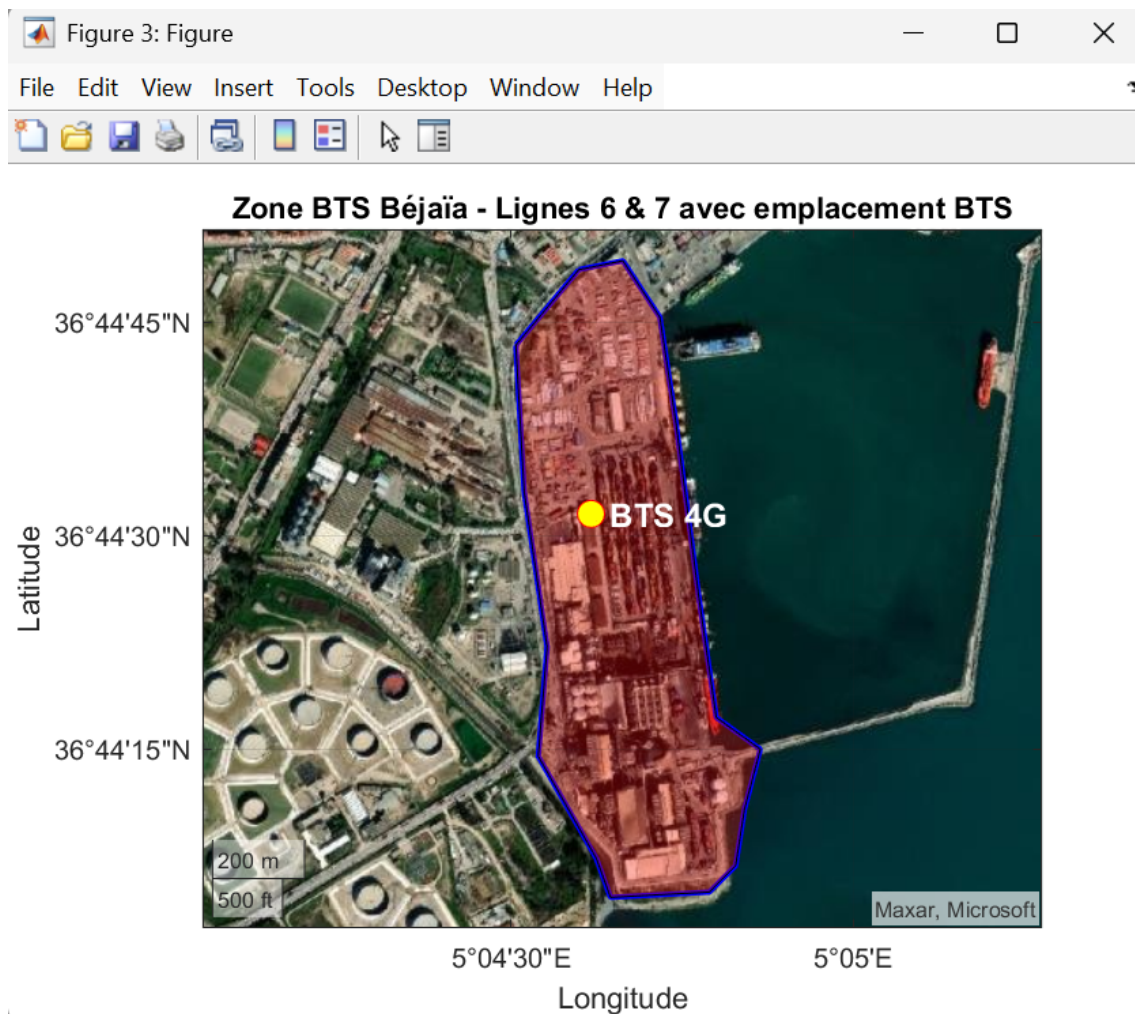 Figure 3: Figure
File Edit View Insert Tools Desktop Window Help
Zone BTS Béjaïa - Lignes 6 & 7 avec emplacement BTS
36°44'45"N
BTS 4G
36°44'30"N
Latitude
36°44'15"N
200 m
500 ft
Maxar, Microsoft
5°04'30"E 5°05'E
Longitude